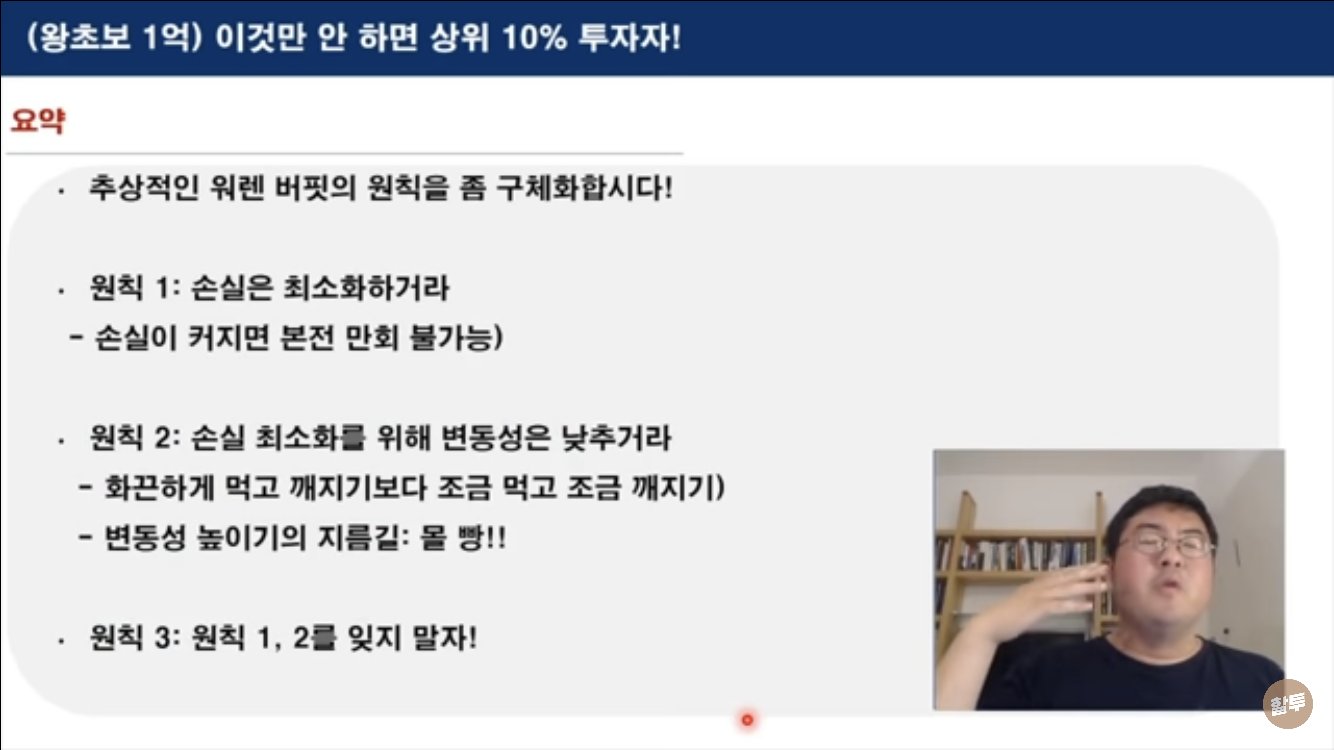 (왕초보 1억) 이것만 안 하면 상위 10% 투자자!
요약
· 추상적인 워렌 버핏의 원칙을 좀 구체화합시다!
· 원칙 1: 손실은 최소화하거라
- 손실이 커지면 본전 만회 불가능)
· 원칙 2: 손실 최소화를 위해 변동성은 낮추거라
- 화끈하게 먹고 깨지기보다 조금 먹고 조금 깨지기)
- 변동성 높이기의 지름길: 몰 빵!!
· 원칙 3: 원칙 1, 2를 잊지 말자!
할투